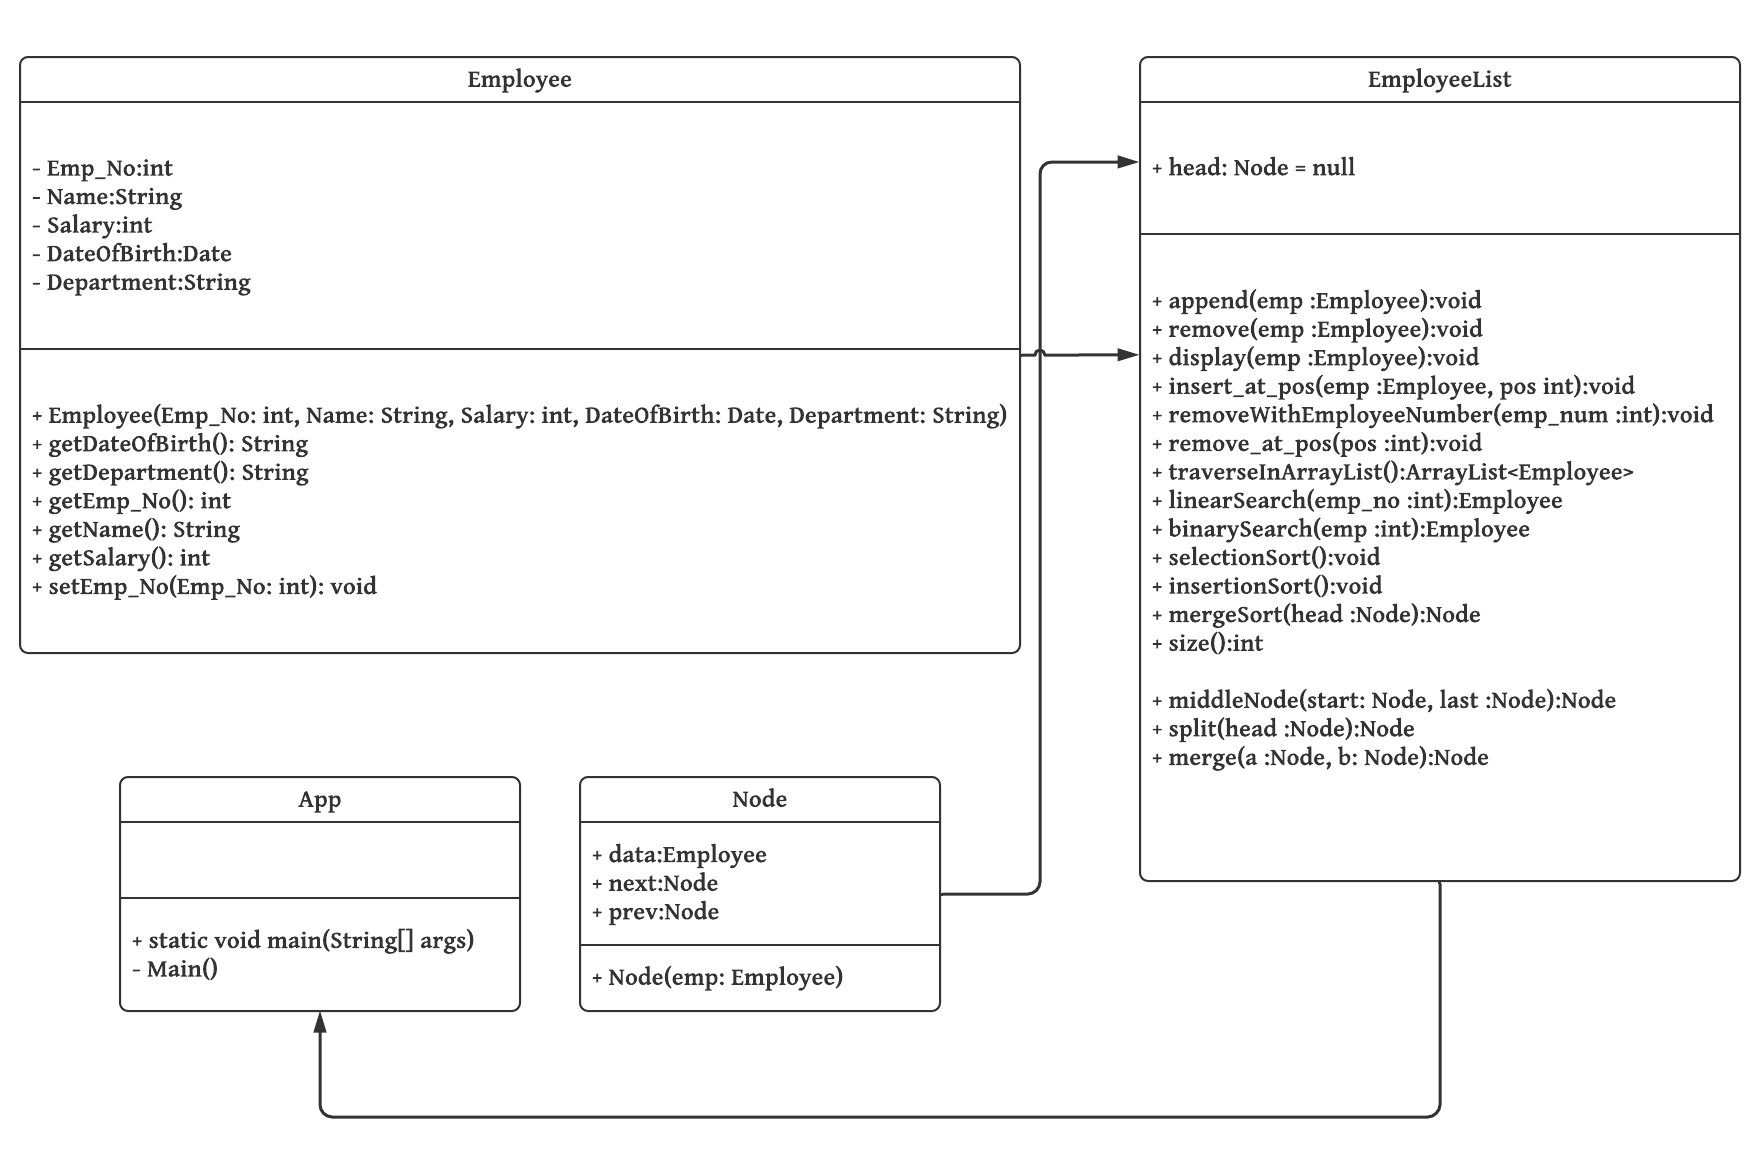 Employee
- Emp_No:int
- Name:String
- Salary:int
- DateOfBirth:Date
- Department:String
+ Employee(Emp_No: int, Name: String, Salary: int, DateOfBirth: Date, Department: String)
+ getDateOfBirth(): String
+ getDepartment(): String
+ getEmp_No(): int
+ getName(): String
+ getSalary(): int
+ setEmp_No(Emp_No: int): void
EmployeeList
+ head: Node = null
+ append(emp :Employee):void
+ remove(emp :Employee):void
+ display(emp :Employee):void
+ insert_at_pos(emp :Employee, pos int):void
+ removeWithEmployeeNumber(emp_num :int):void
+ remove_at_pos(pos :int):void
+ traverseInArrayList():ArrayList<Employee>
+ linearSearch(emp_no :int):Employee
+ binarySearch(emp :int):Employee
+ selectionSort():void
+ insertionSort():void
+ mergeSort(head :Node):Node
+ size():int
+ middleNode(start: Node, last :Node):Node
+ split(head :Node):Node
+ merge(a :Node, b: Node):Node
App
+ static void main(String[] args)
- Main()
Node
+ data:Employee
+ next:Node
+ prev:Node
+ Node(emp: Employee)